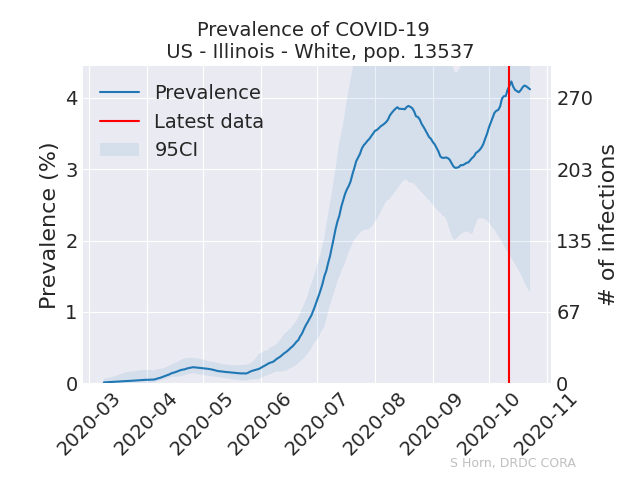 Prevalence of COVID-19
US - Illinois - White, pop. 13537
Prevalence
Latest data
95CI
Prevalence (%)
4
3
2
1
0
270
203
135
67
0
# of infections
2020-03
2020-04
2020-05
2020-06
2020-07
2020-08
2020-09
2020-10
2020-11
S Horn, DRDC CORA